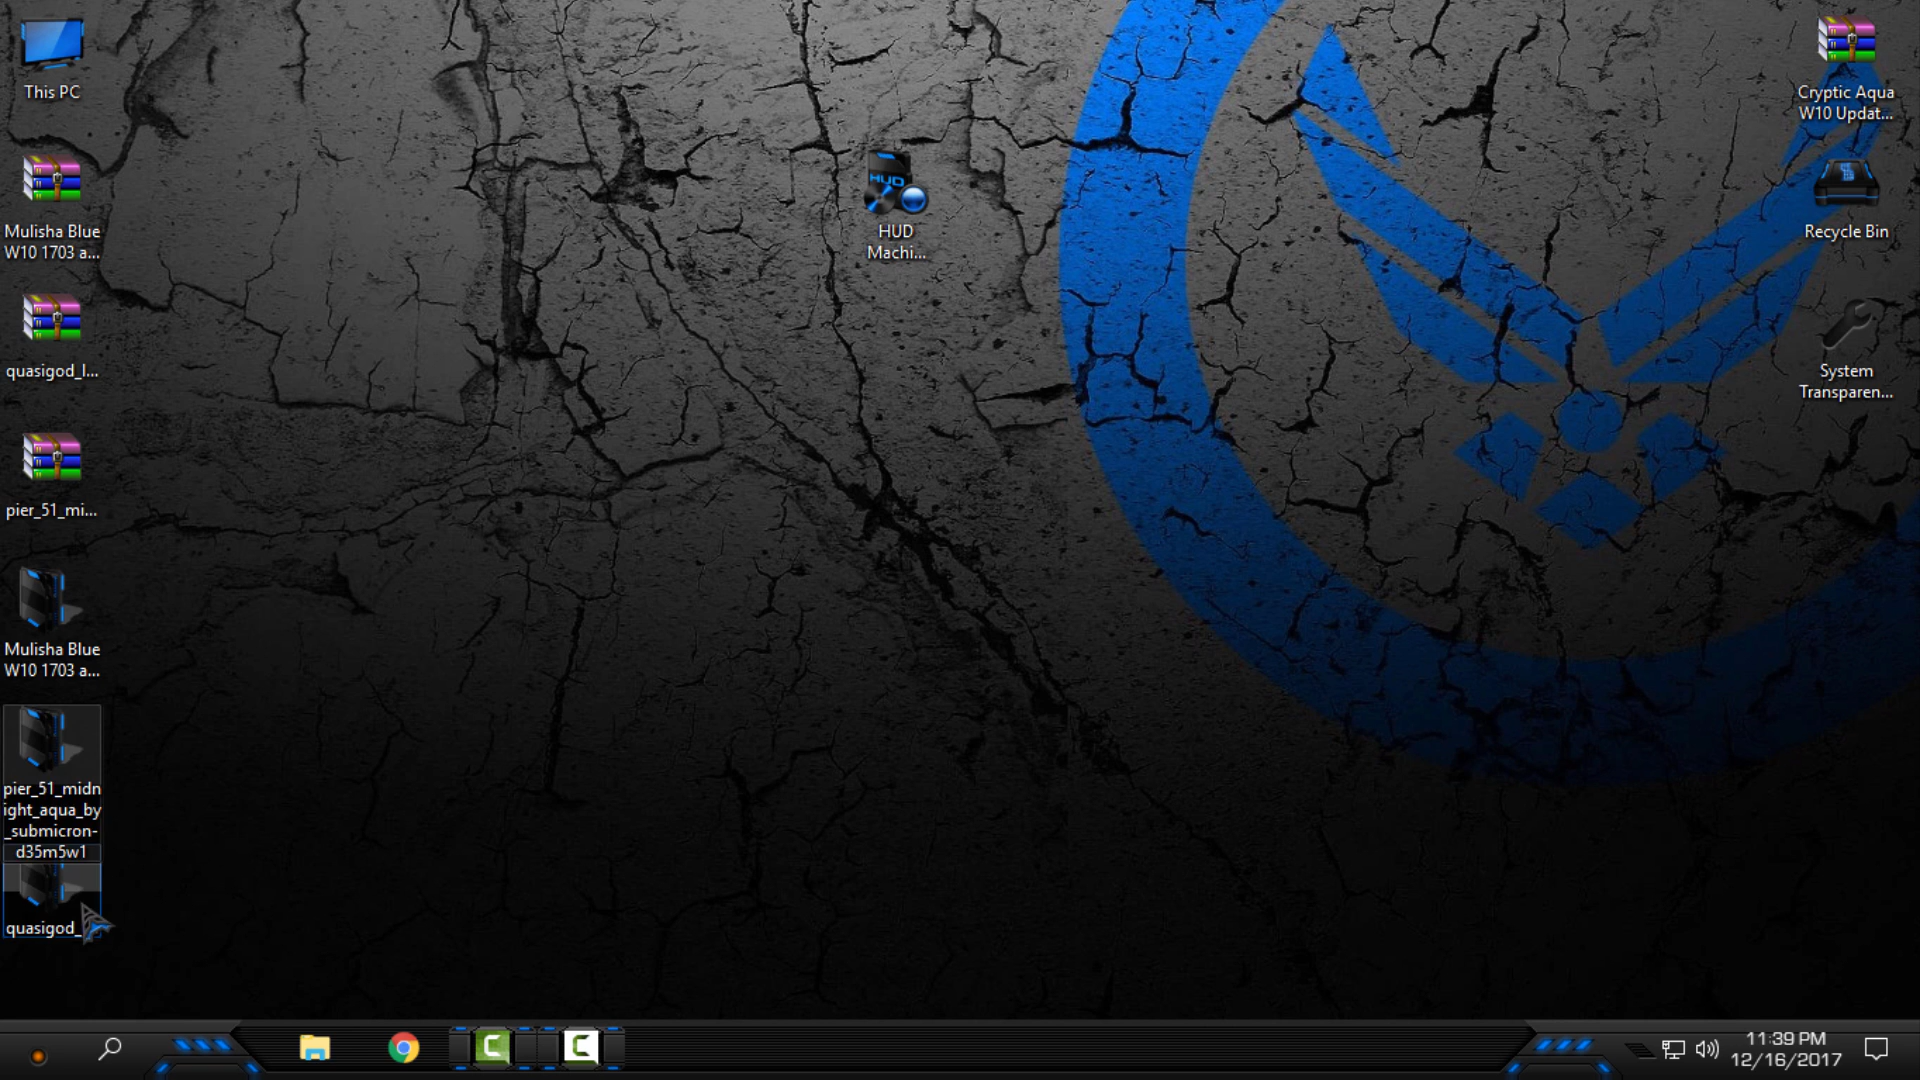 This PC
Mulisha Blue
W10 1703 a...
quasigod_l...
pier_51_mi...
Mulisha Blue
W10 1703 a...
pier_51_midn
ight_aqua_by
_submicron-
d35m5w1
quasigod_
HUD
HUD
Machi...
Cryptic Aqua
W10 Updat...
Recycle Bin
System
Transparen...
11:39 PM
12/16/2017